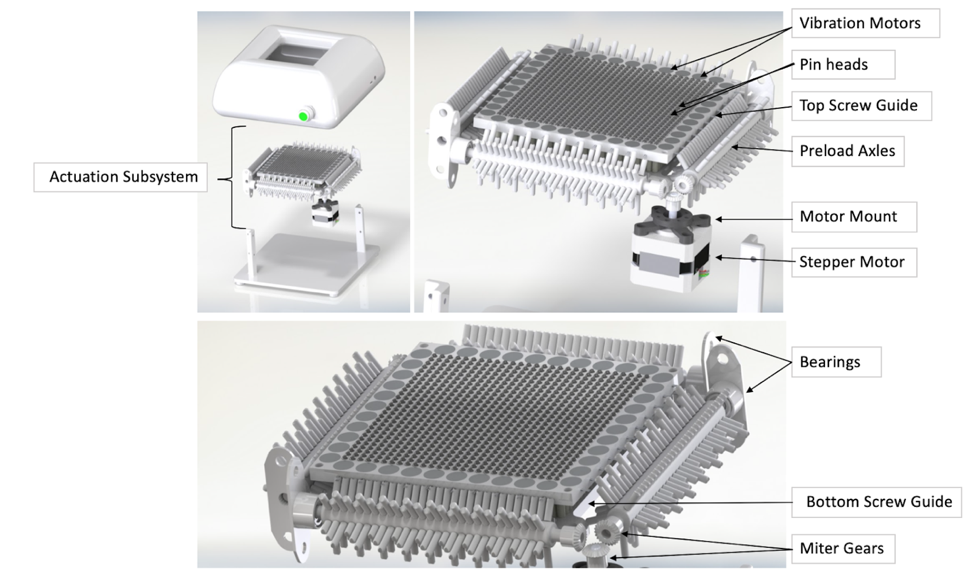 Vibration Motors
Pin heads
Top Screw Guide
Preload Axles
Actuation Subsystem
Motor Mount
Stepper Motor
Bearings
Bottom Screw Guide
Miter Gears